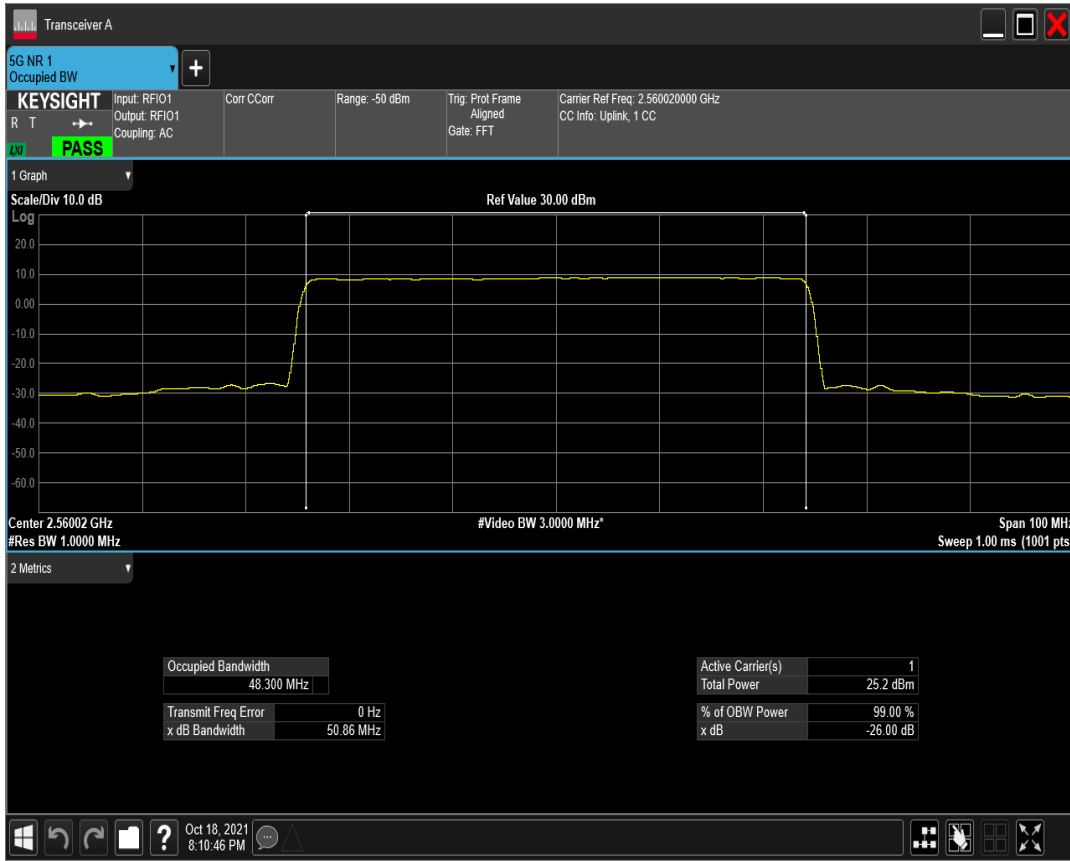 Transceiver A
5G NR 1
Occupied BW
KEYSIGHT
R T
LXI
PASS
Input: RFIO1
Output: RFIO1
Coupling: AC
Corr CCorr
Range: -50 dBm
Trig: Prot Frame
Aligned
Gate: FFT
Carrier Ref Freq: 2.560020000 GHz
CC Info: Uplink, 1 CC
1 Graph
Scale/Div 10.0 dB
Ref Value 30.00 dBm
Log
20.0
10.0
0.00
-10.0
-20.0
-30.0
-40.0
-50.0
-60.0
Center 2.56002 GHz
#Video BW 3.0000 MHz*
Span 100 MHz
#Res BW 1.0000 MHz
Sweep 1.00 ms (1001 pts
2 Metrics
Occupied Bandwidth
48.300 MHz
Transmit Freq Error 0 Hz
x dB Bandwidth 50.86 MHz
Active Carrier(s) 1
Total Power 25.2 dBm
% of OBW Power 99.00 %
x dB -26.00 dB
Oct 18, 2021
8:10:46 PM